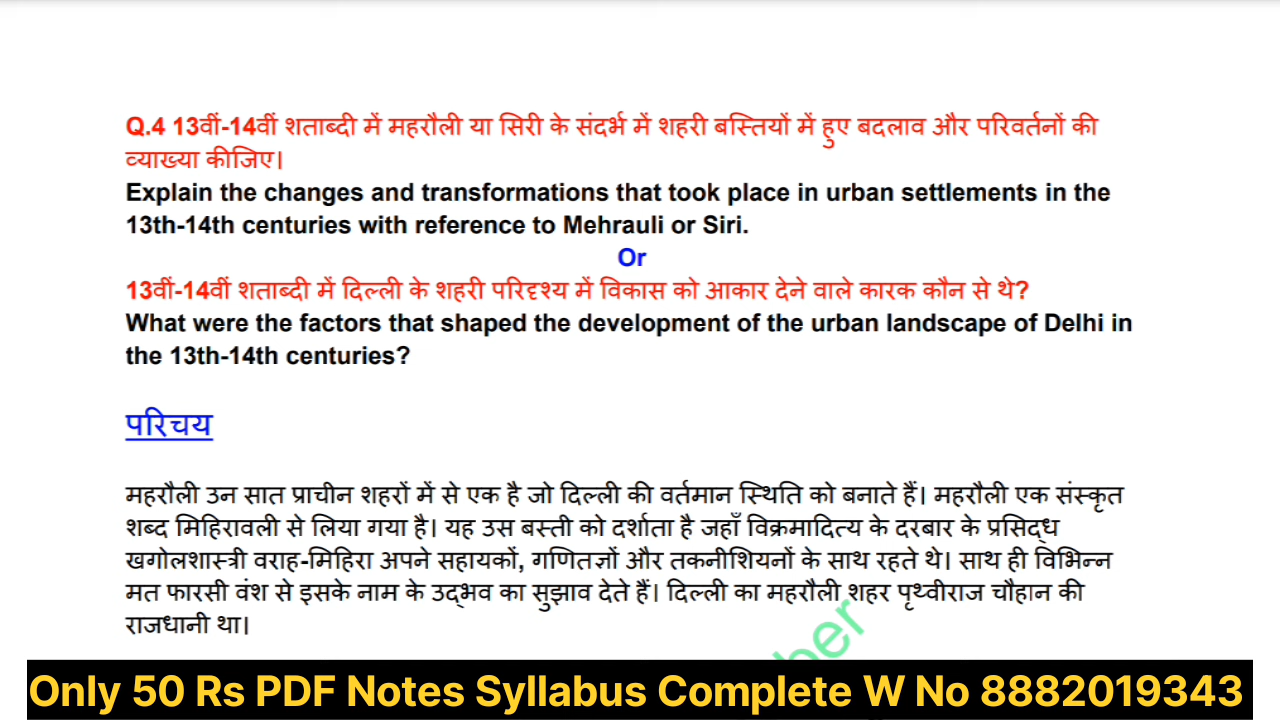 Q.4 13वीं-14वीं शताब्दी में महरौली या सिरी के संदर्भ में शहरी बस्तियों में हुए बदलाव और परिवर्तनों की
व्याख्या कीजिए।
Explain the changes and transformations that took place in urban settlements in the
13th-14th centuries with reference to Mehrauli or Siri.
Or
13वीं-14वीं शताब्दी में दिल्ली के शहरी परिदृश्य में विकास को आकार देने वाले कारक कौन से थे?
What were the factors that shaped the development of the urban landscape of Delhi in
the 13th-14th centuries?
परिचय
महरौली उन सात प्राचीन शहरों में से एक है जो दिल्ली की वर्तमान स्थिति को बनाते हैं। महरौली एक संस्कृत
शब्द मिहिरावली से लिया गया है। यह उस बस्ती को दर्शाता है जहाँ विक्रमादित्य के दरबार के प्रसिद्ध
खगोलशास्त्री वराह-मिहिरा अपने सहायकों, गणितज्ञों और तकनीशियनों के साथ रहते थे। साथ ही विभिन्न
मत फारसी वंश से इसके नाम के उद्भव का सुझाव देते हैं। दिल्ली का महरौली शहर पृथ्वीराज चौहान की
राजधानी था।
Only 50 Rs PDF Notes Syllabus Complete W No 8882019343